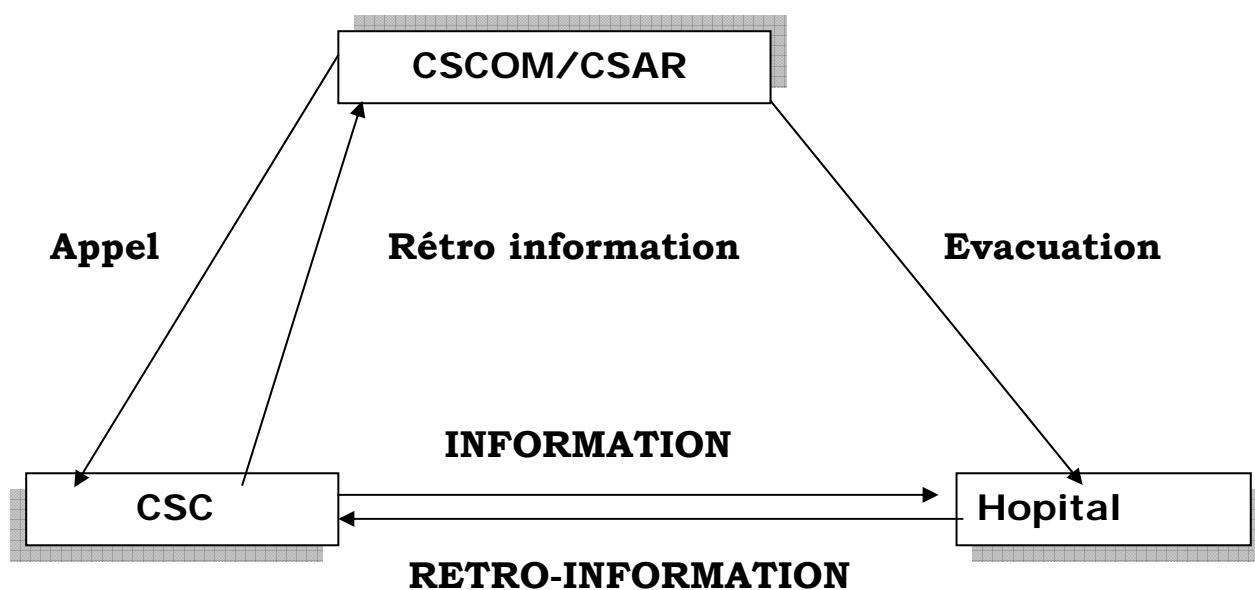 CSCOM/CSAR
Appel
Rétro information
Evacuation
INFORMATION
CSC
Hopital
RETRO-INFORMATION